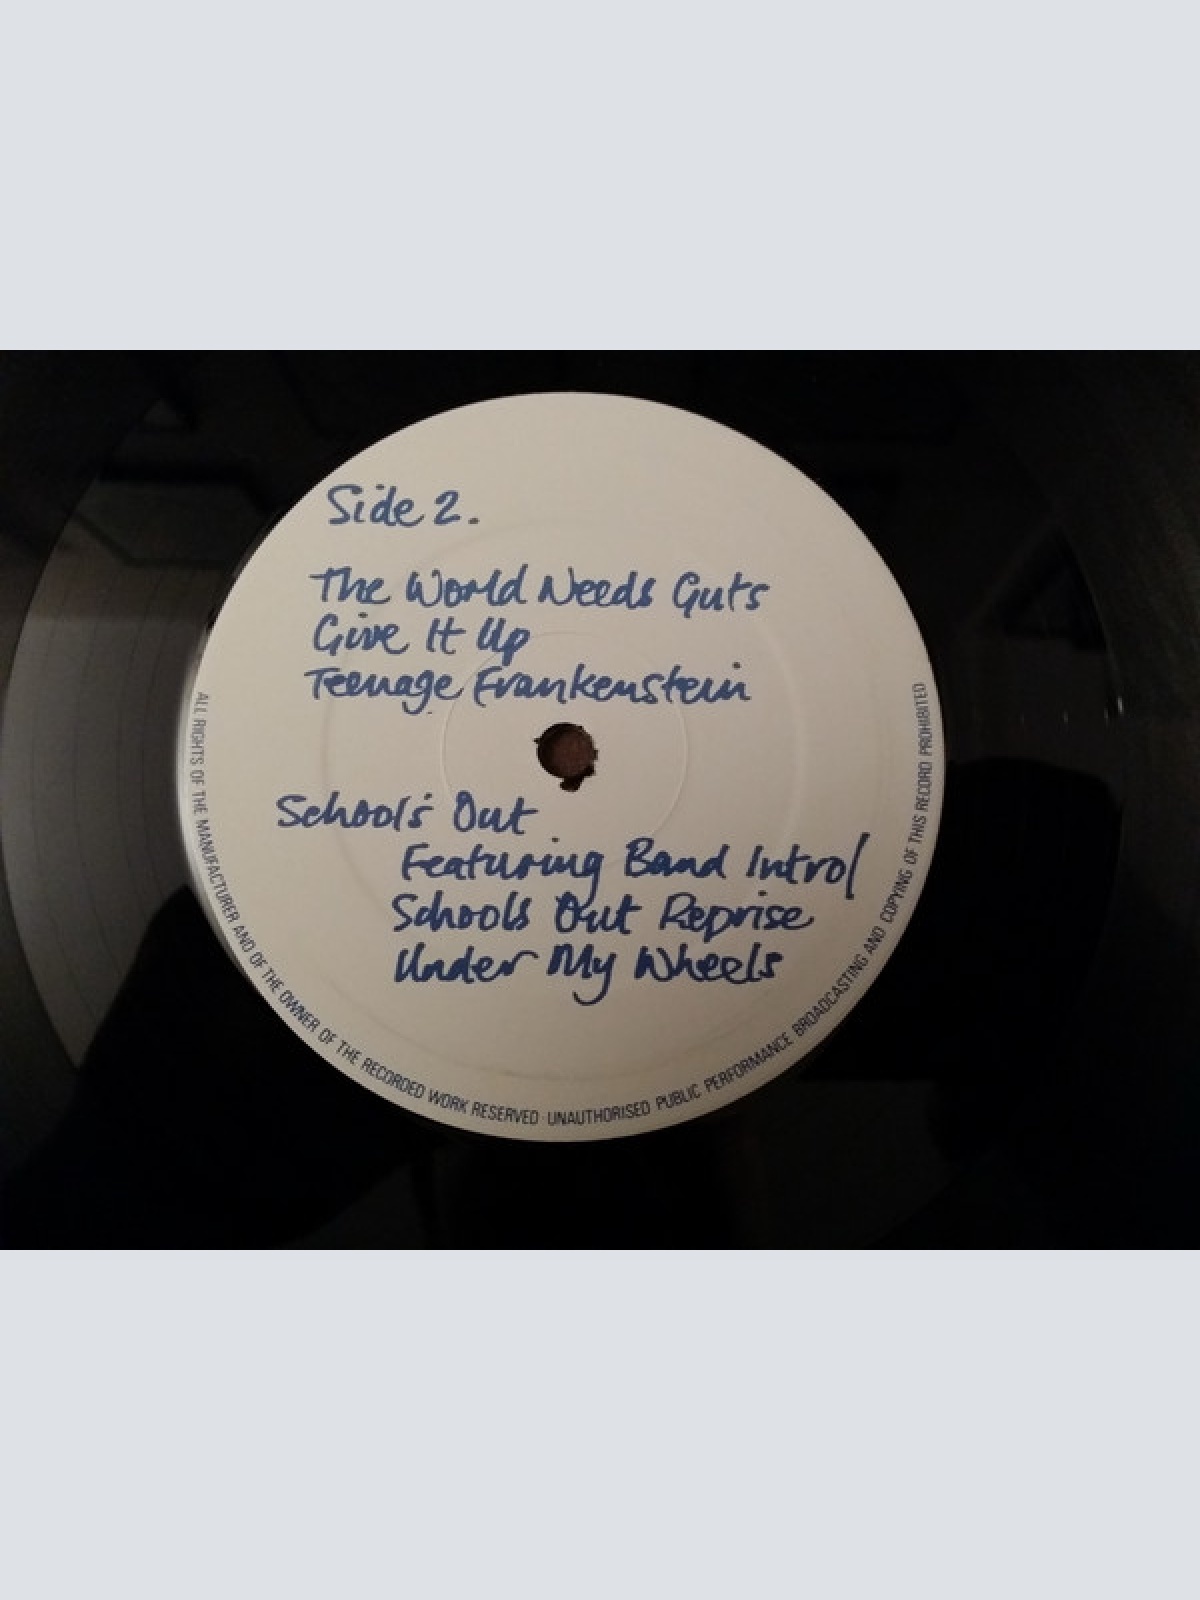 Side 2.
The World Needs Guts
Give It Up
Teenage Frankenstein
School's Out
Featuring Band Intro/
Schools Out Reprise
Under My Wheels
ALL RIGHTS OF THE MANUFACTURER AND OF THE OWNER OF THE RECORDED WORK RESERVED · UNAUTHORISED PUBLIC PERFORMANCE BROADCASTING AND COPYING OF THIS RECORD PROHIBITED